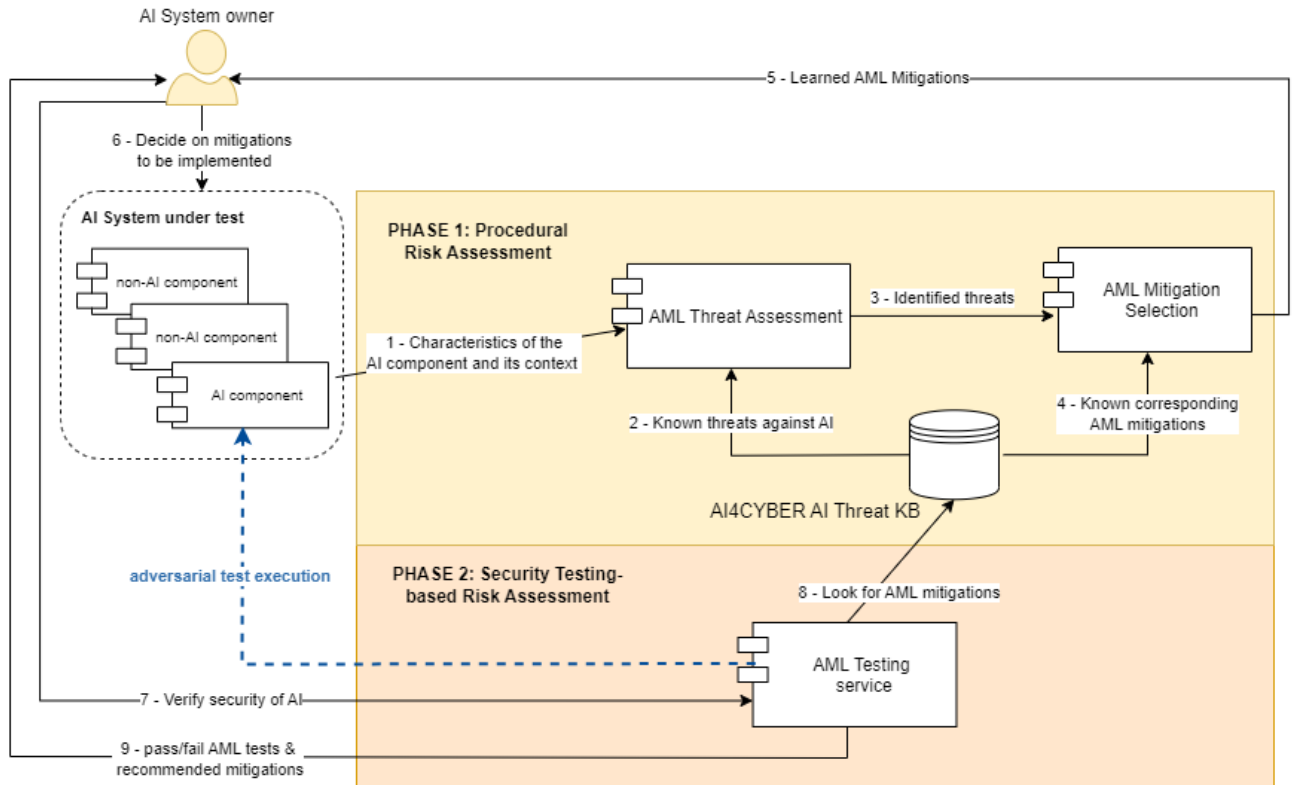 AI System owner
5 - Learned AML Mitigations
6 - Decide on mitigations
to be implemented
AI System under test
non-AI component
non-AI component
AI component
PHASE 1: Procedural
Risk Assessment
1 - Characteristics of the
AI component and its context
AML Threat Assessment
3 - Identified threats
AML Mitigation
Selection
2 - Known threats against AI
4 - Known corresponding
AML mitigations
AI4CYBER AI Threat KB
adversarial test execution
PHASE 2: Security Testing-
based Risk Assessment
8 - Look for AML mitigations
AML Testing
service
7 - Verify security of AI
9 - pass/fail AML tests &
recommended mitigations